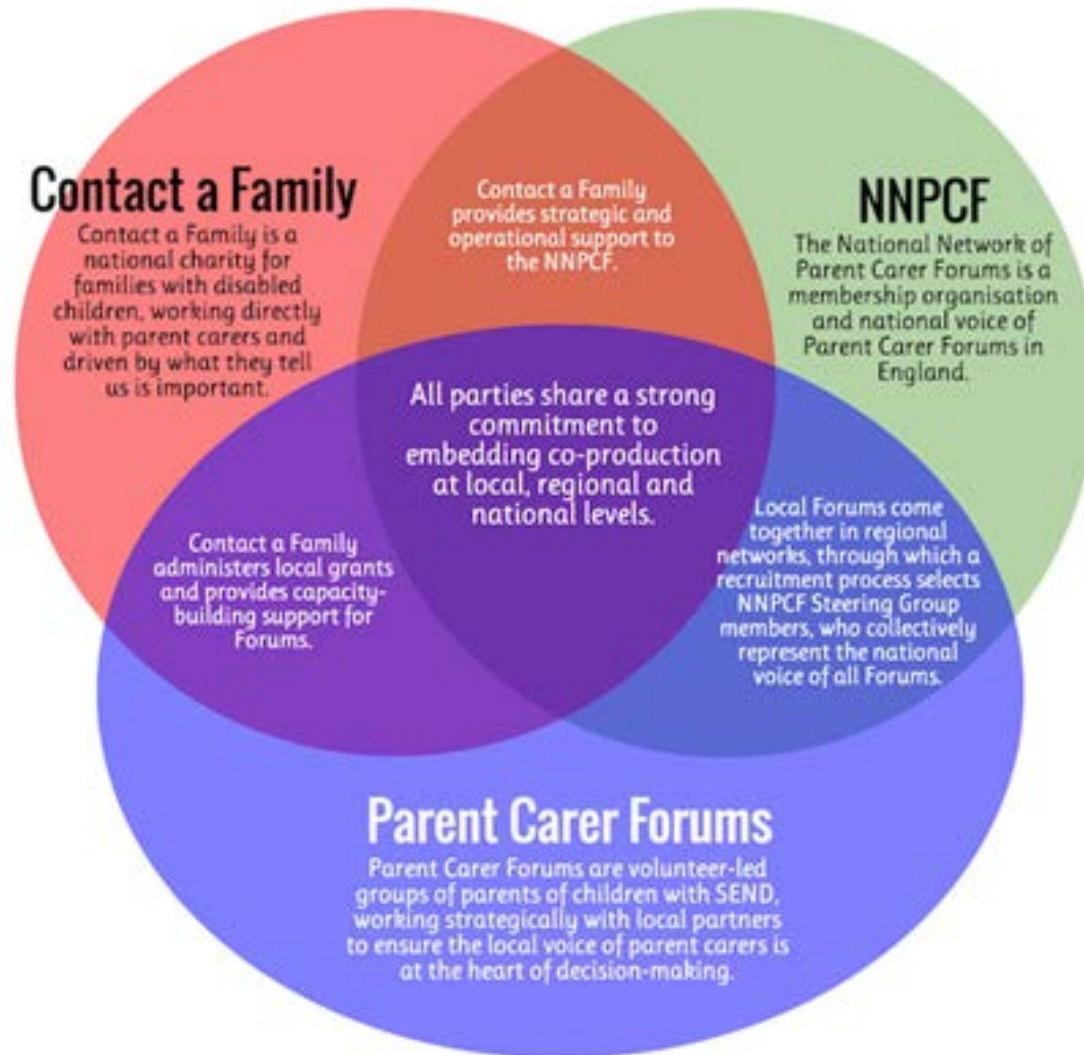 Contact a Family
Contact a Family is a
national charity for
families with disabled
children, working directly
with parent carers and
driven by what they tell
us is important.
Contact a Family
provides strategic and
operational support to
the NNPCF.
NNPCF
The National Network of
Parent Carer Forums is a
membership organisation
and national voice of
Parent Carer Forums in
England.
All parties share a strong
commitment to
embedding co-production
at local, regional and
national levels.
Contact a Family
administers local grants
and provides capacity-
building support for
Forums.
Local Forums come
together in regional
networks, through which a
recruitment process selects
NNPCF Steering Group
members, who collectively
represent the national
voice of all Forums.
Parent Carer Forums
Parent Carer Forums are volunteer-led
groups of parents of children with SEND,
working strategically with local partners
to ensure the local voice of parent carers is
at the heart of decision-making.